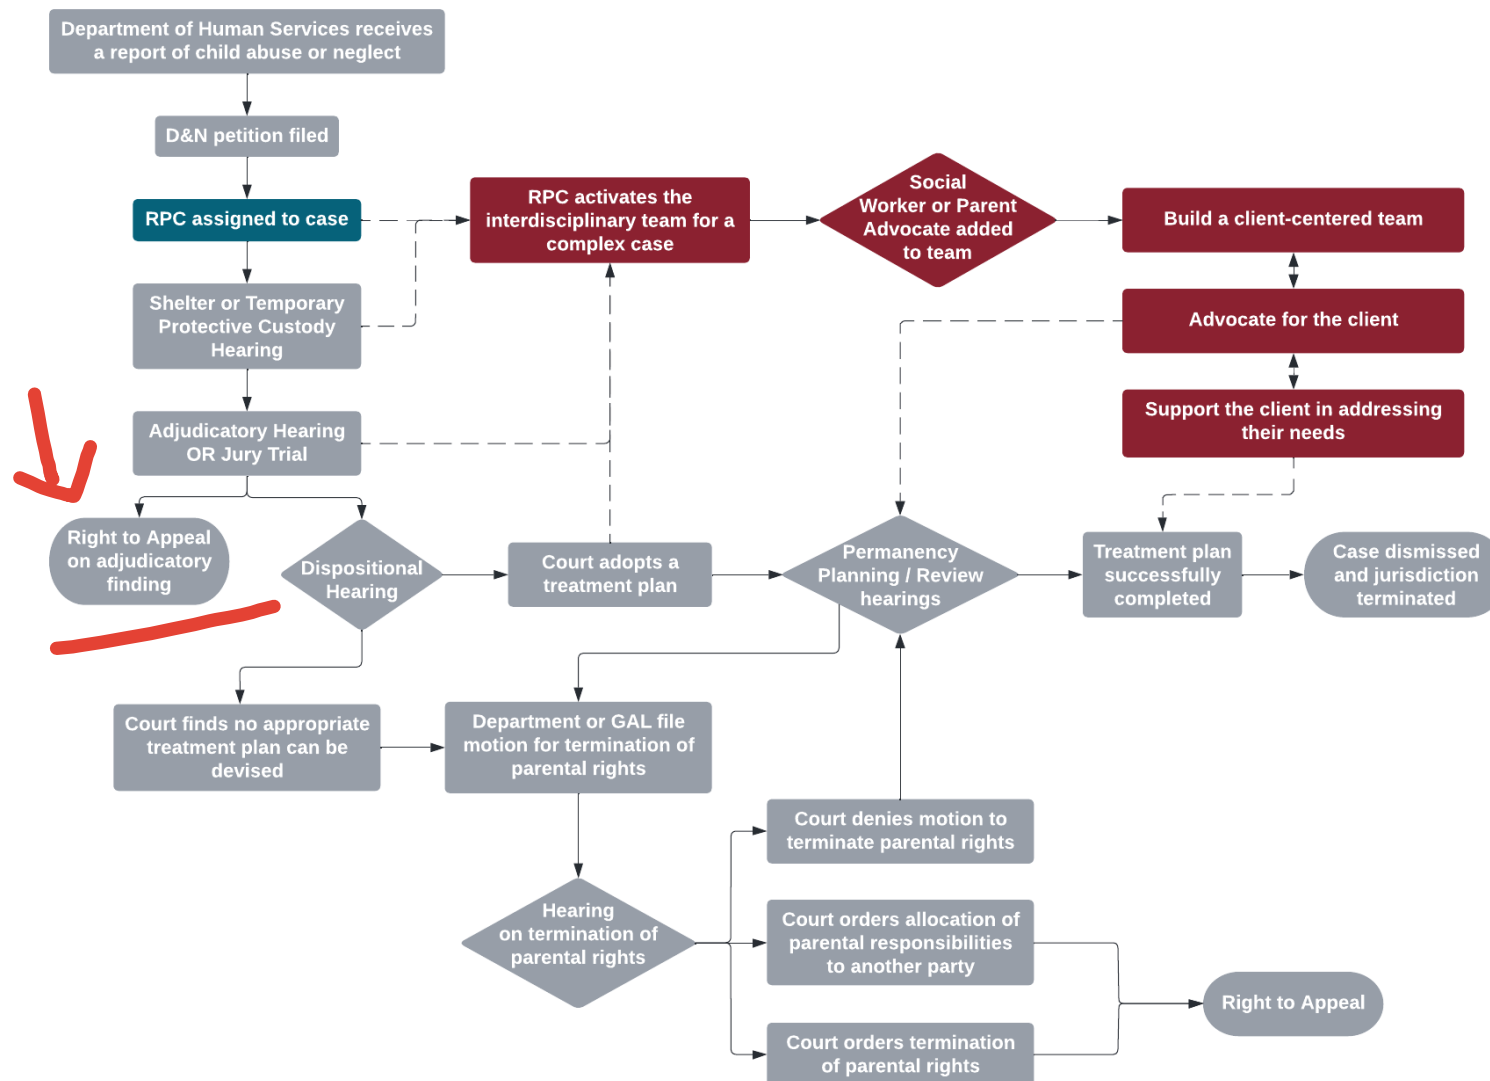 Department of Human Services receives
a report of child abuse or neglect
D&N petition filed
RPC assigned to case
RPC activates the
interdisciplinary team for a
complex case
Social
Worker or Parent
Advocate added
to team
Build a client-centered team
Advocate for the client
Support the client in addressing
their needs
Shelter or Temporary
Protective Custody
Hearing
Adjudicatory Hearing
OR Jury Trial
Right to Appeal
on adjudicatory
finding
Dispositional
Hearing
Court adopts a
treatment plan
Permanency
Planning / Review
hearings
Treatment plan
successfully
completed
Case dismissed
and jurisdiction
terminated
Court finds no appropriate
treatment plan can be
devised
Department or GAL file
motion for termination of
parental rights
Hearing
on termination of
parental rights
Court denies motion to
terminate parental rights
Court orders allocation of
parental responsibilities
to another party
Court orders termination
of parental rights
Right to Appeal